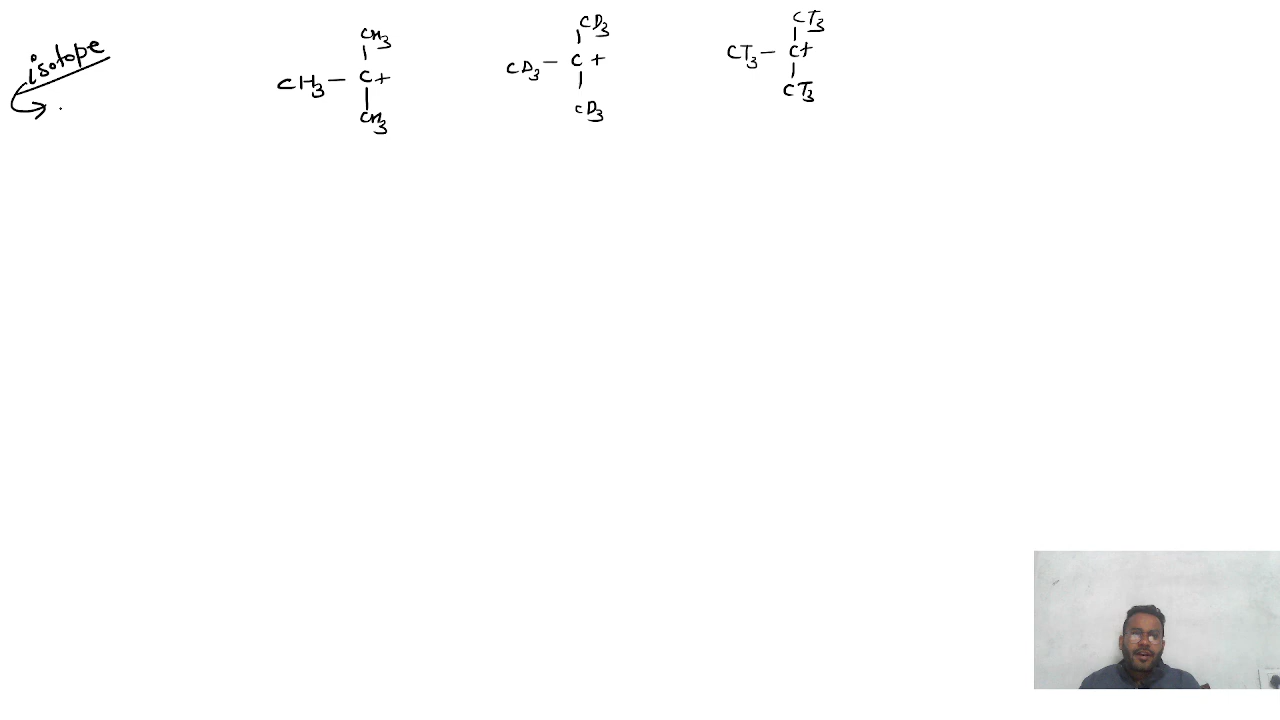 isotope
CH3
CH3 – C+
CH3
CD3
CD3 – C+
CD3
CT3
CT3 – C+
CT3